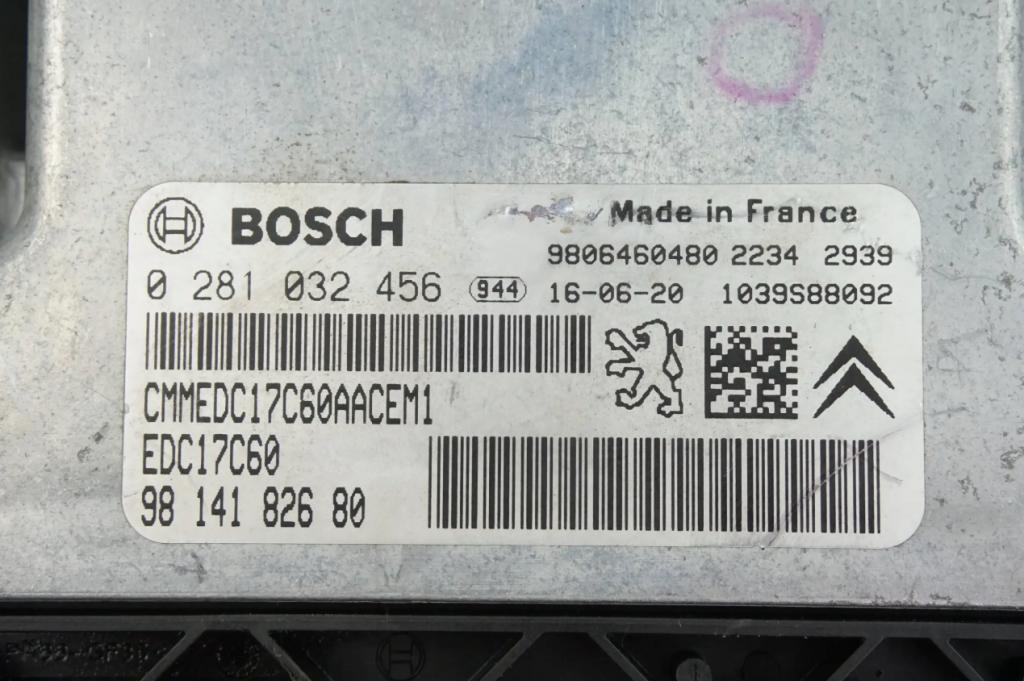 BOSCH
Made in France
9806460480 2234 2939
0 281 032 456 944 16-06-20 1039S88092
CMMEDC17C60AACEM1
EDC17C60
98 141 826 80